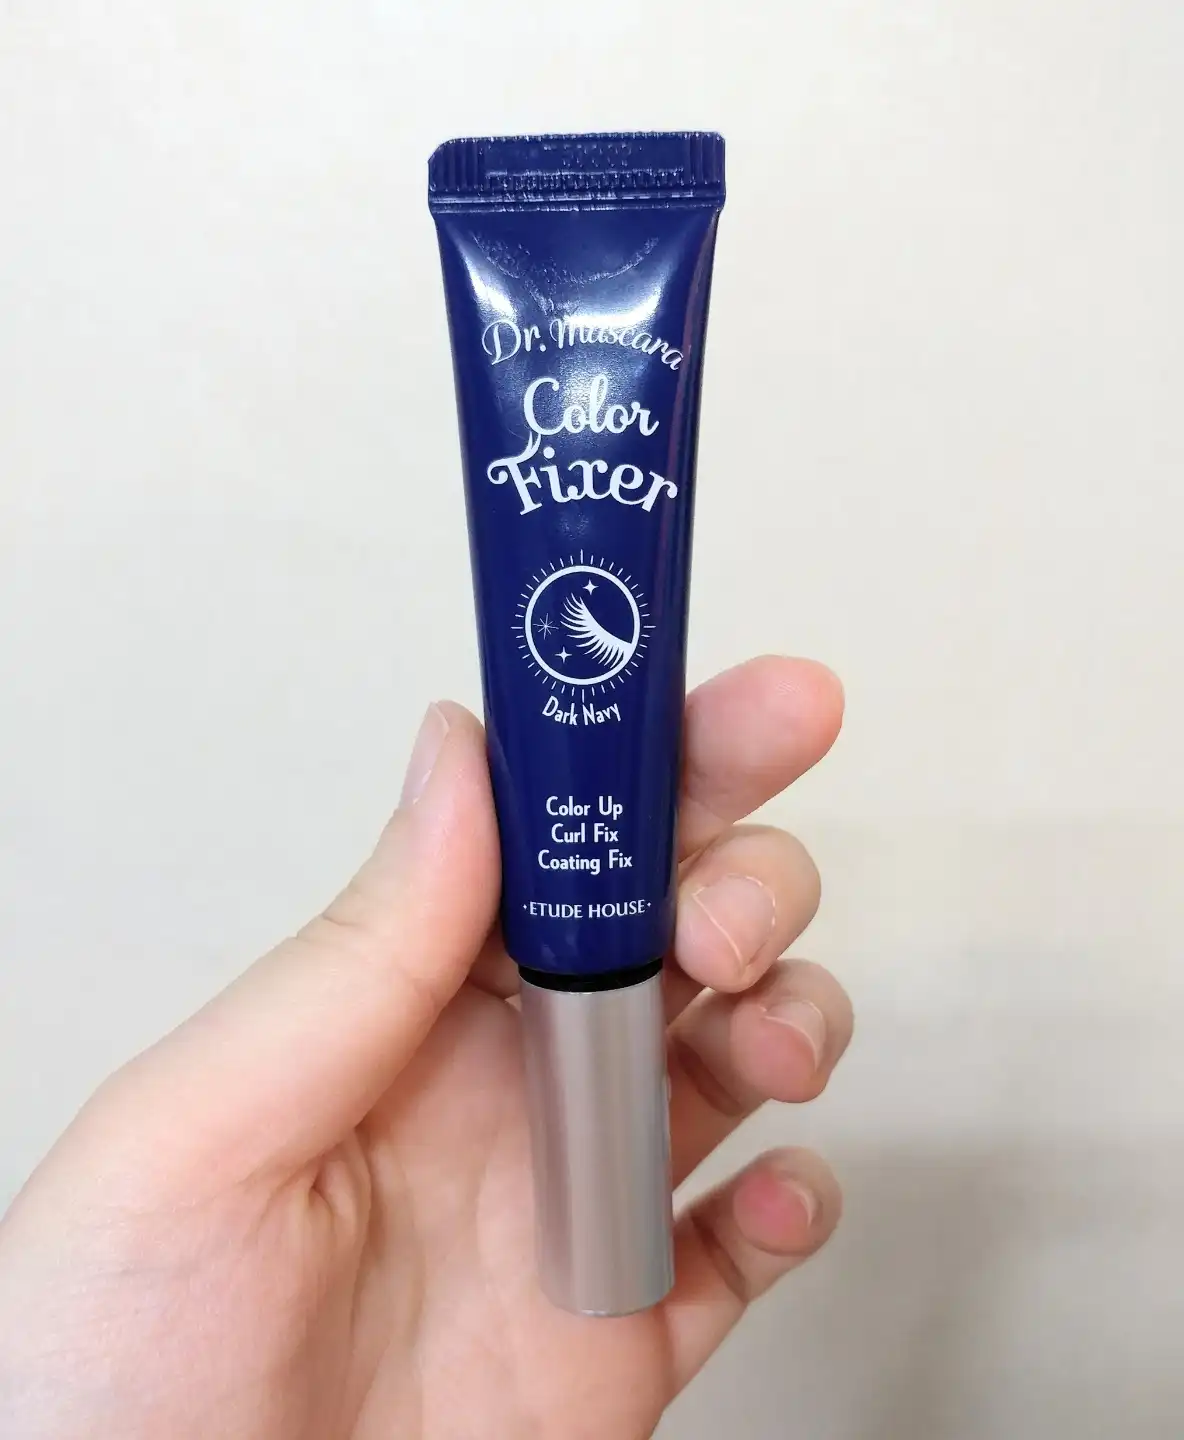 Dr. Mascara
Color
Fixer
Dark Navy
Color Up
Curl Fix
Coating Fix
·ETUDE HOUSE·